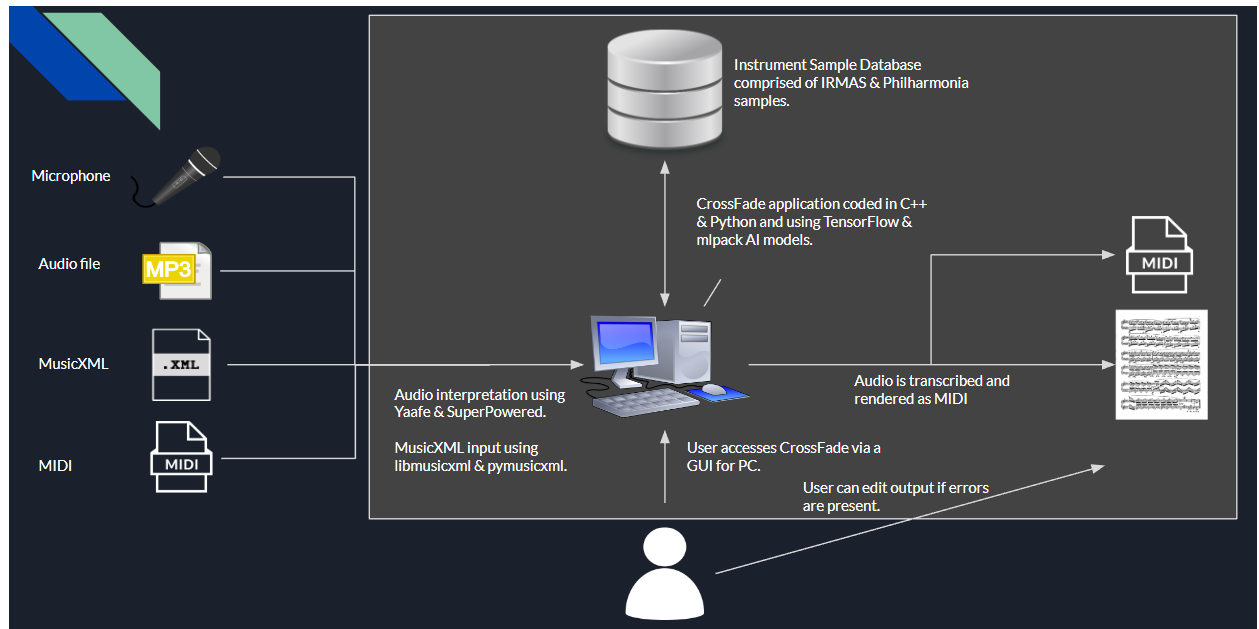 Instrument Sample Database
comprised of IRMAS & Philharmonia
samples.
Microphone
CrossFade application coded in C++
& Python and using TensorFlow &
mlpack AI models.
Audio file
MP3
MIDI
MusicXML
.XML
Audio interpretation using
Yaafe & SuperPowered.
Audio is transcribed and
rendered as MIDI
MIDI
MIDI
MusicXML input using
libmusicxml & pymusicxml.
User accesses CrossFade via a
GUI for PC.
User can edit output if errors
are present.